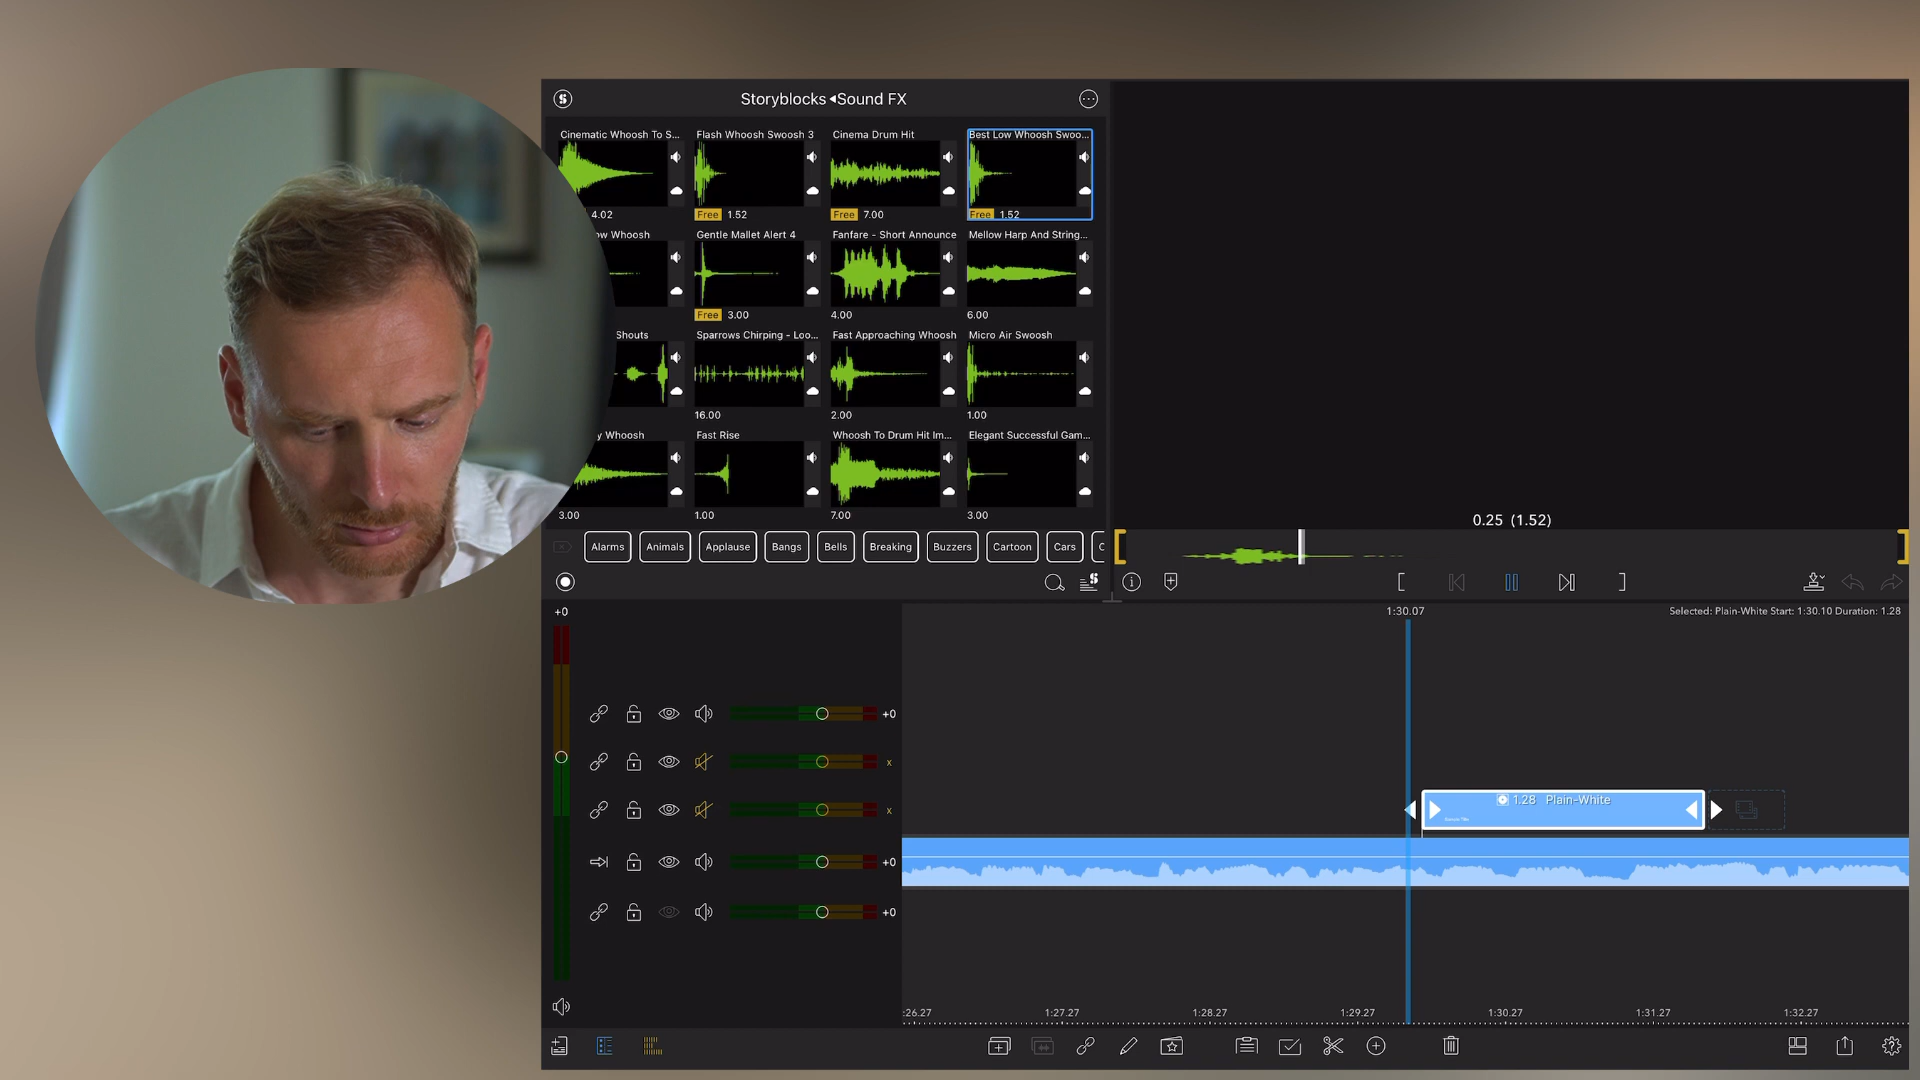 Storyblocks◀Sound FX
Cinematic Whoosh To S...
Flash Whoosh Swoosh 3
Cinema Drum Hit
Best Low Whoosh Swoo...
4.02
Free 1.52
Free 7.00
Free 1.52
Whoosh
Gentle Mallet Alert 4
Fanfare - Short Announce
Mellow Harp And String...
Free 3.00
4.00
6.00
Shouts
Sparrows Chirping - Loo...
Fast Approaching Whoosh
Micro Air Swoosh
16.00
2.00
1.00
Whoosh
Fast Rise
Whoosh To Drum Hit Im...
Elegant Successful Gam...
3.00
1.00
7.00
3.00
0.25 (1.52)
Alarms
Animals
Applause
Bangs
Bells
Breaking
Buzzers
Cartoon
Cars
C
+0
1:30.07
Selected: Plain-White Start: 1:30.10 Duration: 1.28
+0
x
1.28 Plain-White
x
+0
+0
:26.27
1:27.27
1:28.27
1:29.27
1:30.27
1:31.27
1:32.27